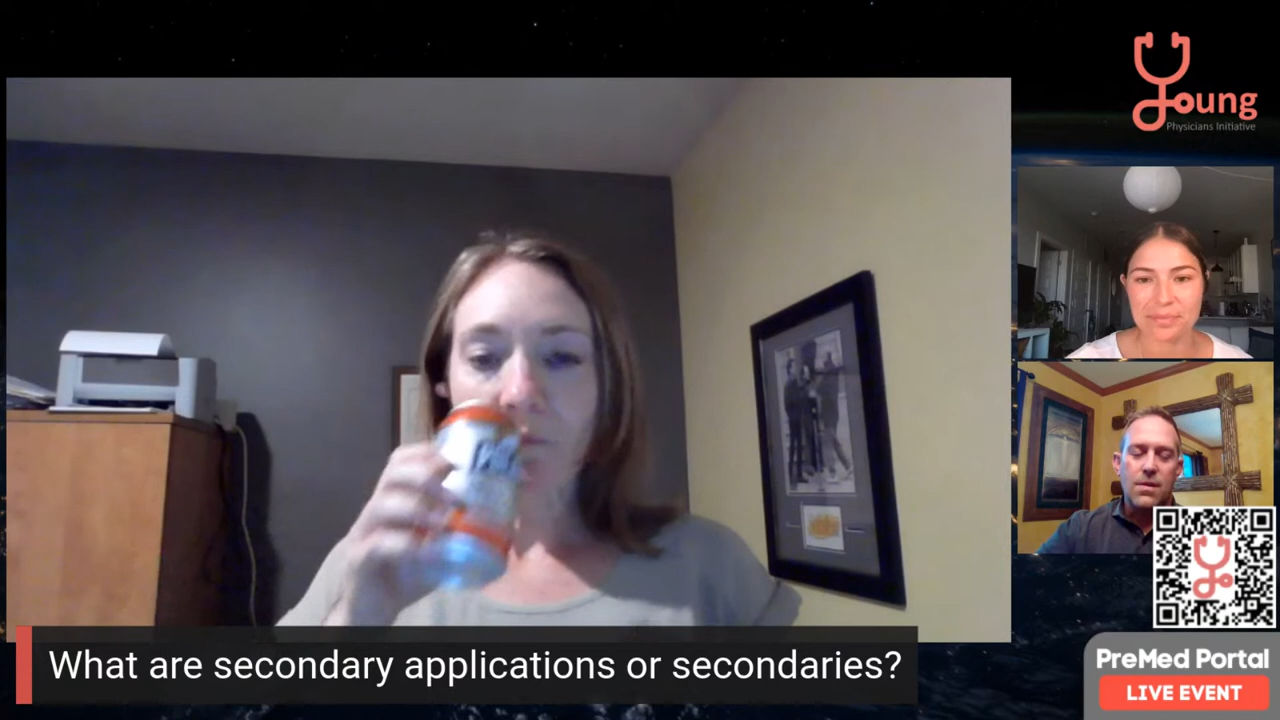 Young
Physicians Initiative
What are secondary applications or secondaries?
PreMed Portal
LIVE EVENT